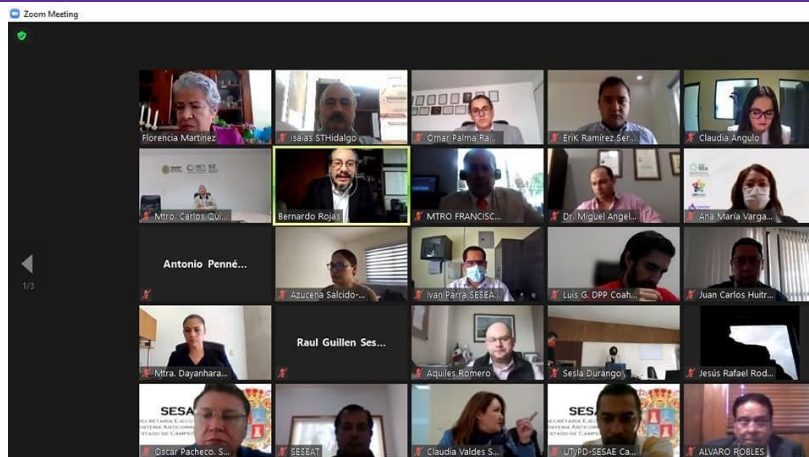 Zoom Meeting
Florencia Martínez
Isaías STHidalgo
Omar Palma Ra...
EriK Ramírez Ser...
Claudia Angulo
Mtro. Carlos Qui...
Bernardo Rojas
MTRO FRANCISC...
Dr. Miguel Angel...
Ana María Varga...
Antonio Penné...
Azucena Salcido-...
Ivan Parra SESEA...
Luis G. DPP Coah...
Juan Carlos Huitr...
1/3
Mtra. Dayanhara...
Raul Guillen Ses...
Aquiles Romero
Sesla Durango
Jesús Rafael Rod...
SESA
SESA
Oscar Pacheco. S...
SESEAT
Claudia Valdes S...
UT/PD-SESAE Ca...
ALVARO ROBLES